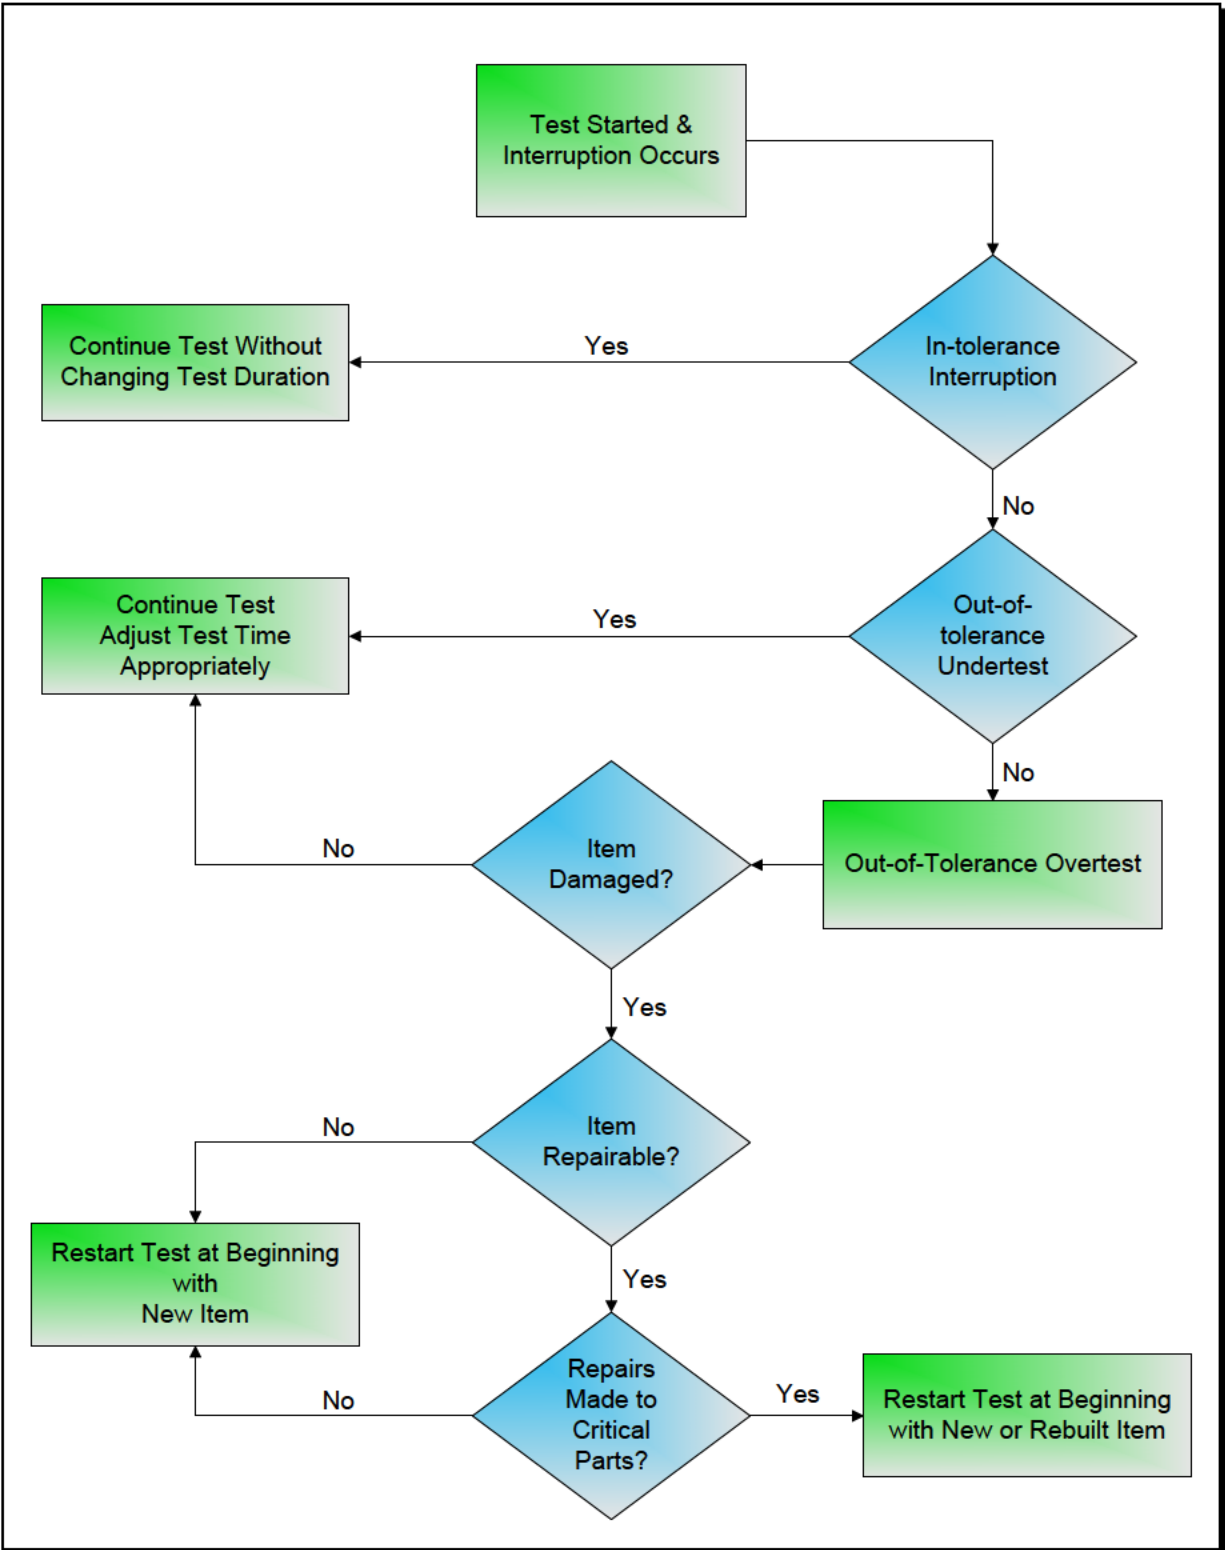 Test Started &
Interruption Occurs
In-tolerance
Interruption
Yes
Continue Test Without
Changing Test Duration
No
Out-of-
tolerance
Undertest
Yes
Continue Test
Adjust Test Time
Appropriately
No
Out-of-Tolerance Overtest
Item
Damaged?
No
Yes
Item
Repairable?
No
Restart Test at Beginning
with
New Item
Yes
Repairs
Made to
Critical
Parts?
No
Yes
Restart Test at Beginning
with New or Rebuilt Item